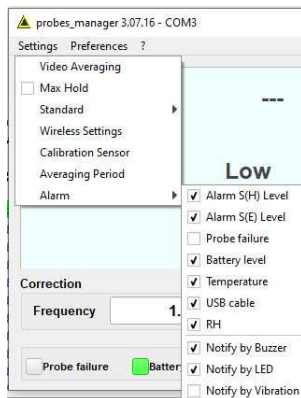 probes_manager 3.07.16 - COM3
Settings Preferences ?
Video Averaging
Max Hold
Standard
Wireless Settings
Calibration Sensor
Averaging Period
Alarm
---
Low
Alarm S(H) Level
Alarm S(E) Level
Probe failure
Battery level
Temperature
USB cable
RH
Notify by Buzzer
Notify by LED
Notify by Vibration
Correction
Frequency 1.
Probe failure Batter